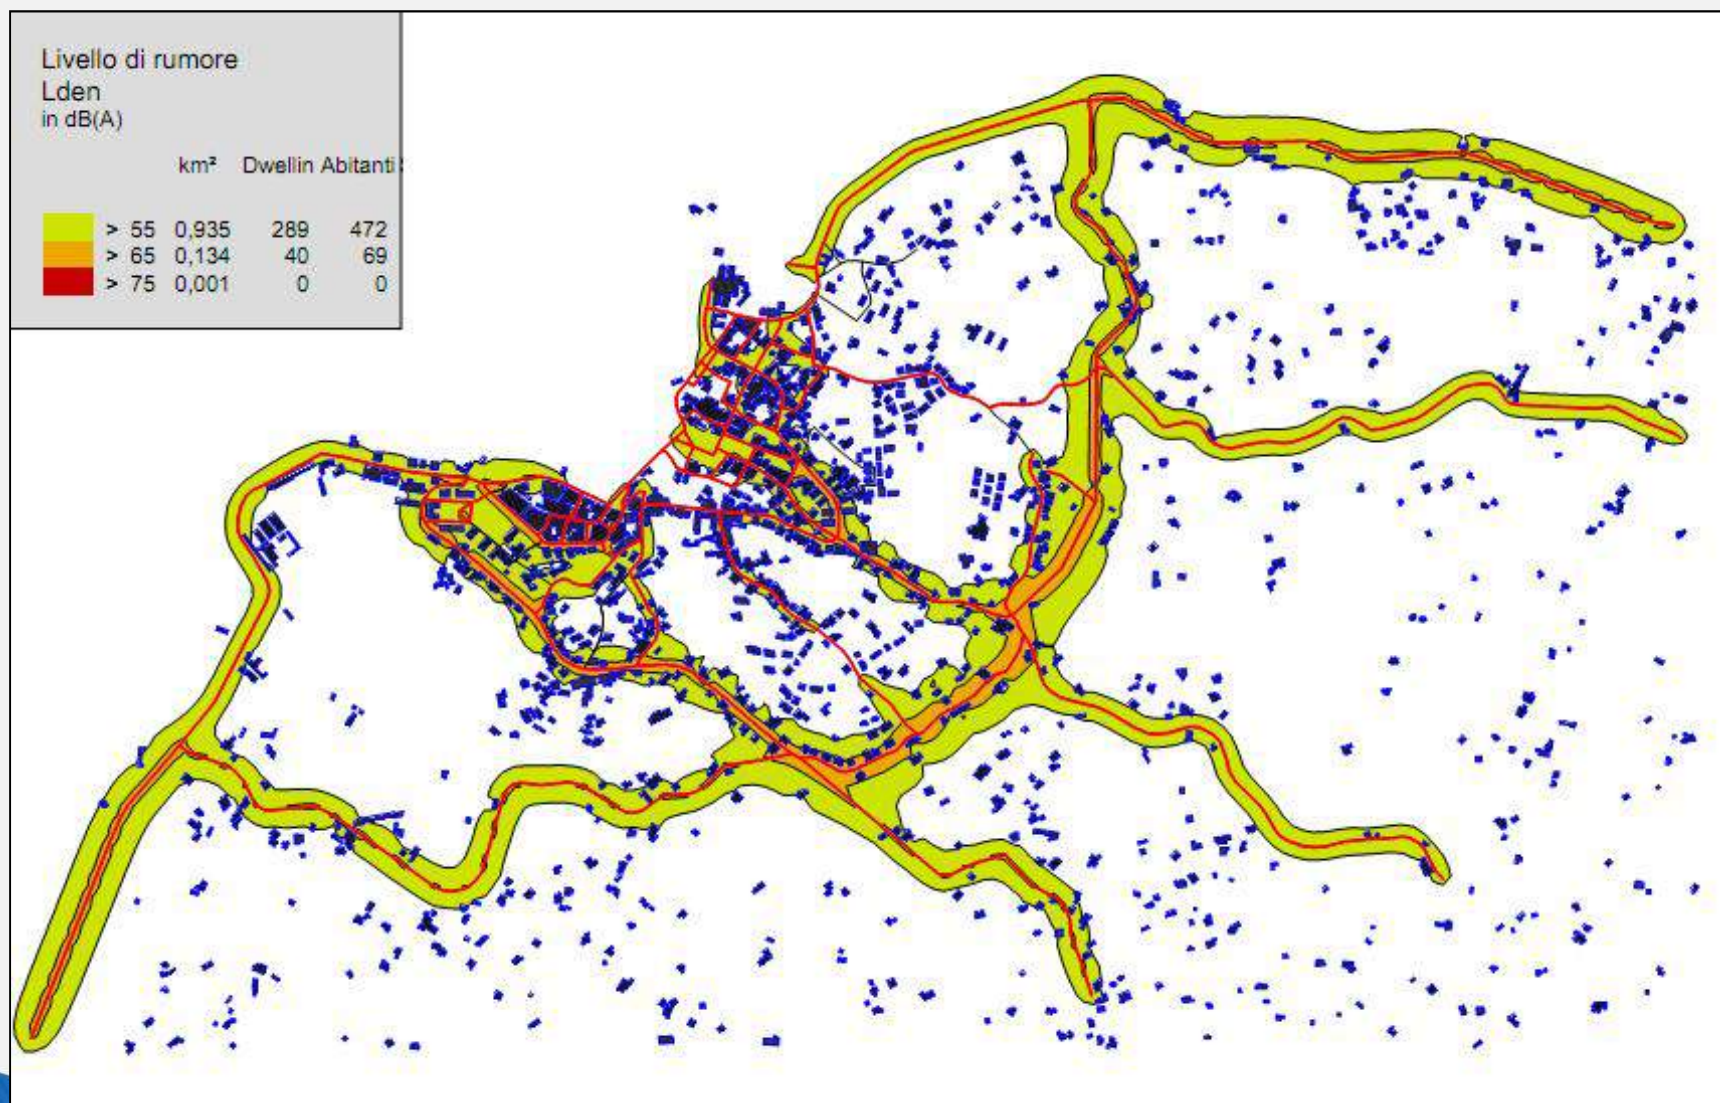 Livello di rumore
Lden
in dB(A)
km² Dwellin Abitanti
> 55 0,935 289 472
> 65 0,134 40 69
> 75 0,001 0 0